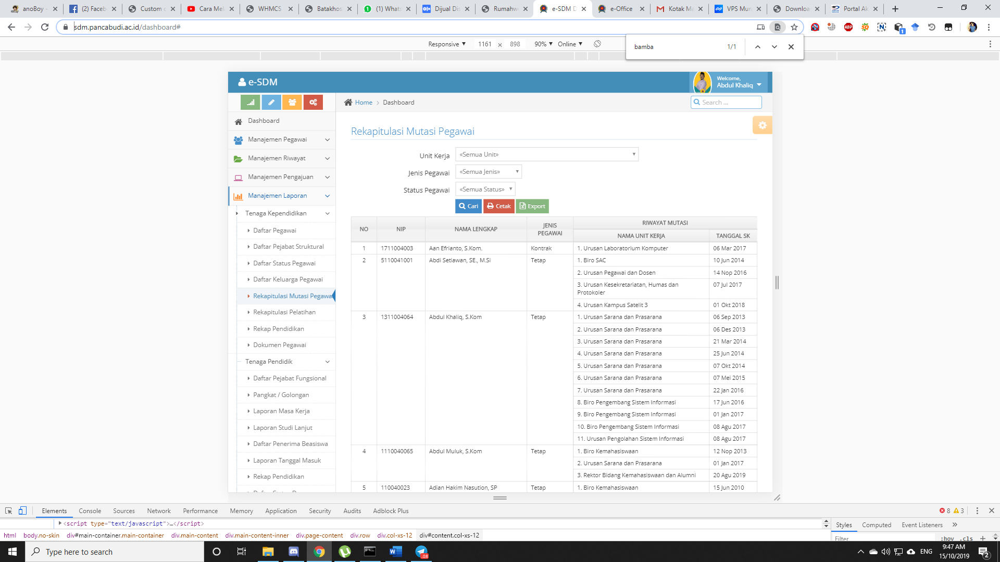 anoBoy -
(2) Faceb
Custom c
Cara Mel
WHMCS
Batakhos
(1) Whats
Dijual Dis
Rumahw
e-SDM D
e-Office
Kotak Ma
VPS Mur
Downloa
Portal Ak
sdm.pancabudi.ac.id/dashboard#
Responsive 1161 x 898 90% Online
bamba 1/1
e-SDM
Welcome,
Abdul Khaliq
Home > Dashboard
Search ...
Dashboard
Manajemen Pegawai
Manajemen Riwayat
Manajemen Pengajuan
Manajemen Laporan
Tenaga Kependidikan
Daftar Pegawai
Daftar Pejabat Struktural
Daftar Status Pegawai
Daftar Keluarga Pegawai
Rekapitulasi Mutasi Pegawa
Rekapitulasi Pelatihan
Rekap Pendidikan
Dokumen Pegawai
Tenaga Pendidik
Daftar Pejabat Fungsional
Pangkat / Golongan
Laporan Masa Kerja
Laporan Studi Lanjut
Daftar Penerima Beasiswa
Laporan Tanggal Masuk
Rekap Pendidikan
Rekapitulasi Mutasi Pegawai
Unit Kerja «Semua Unit»
Jenis Pegawai «Semua Jenis»
Status Pegawai «Semua Status»
Cari Cetak Export
NO NIP NAMA LENGKAP JENIS PEGAWAI RIWAYAT MUTASI
NAMA UNIT KERJA TANGGAL SK
1 1711004003 Aan Efrianto, S.Kom. Kontrak 1. Urusan Laboratorium Komputer 06 Mar 2017
2 5110041001 Abdi Setiawan, SE., M.Si Tetap 1. Biro SAC 10 Jun 2014
2. Urusan Pegawai dan Dosen 14 Nop 2016
3. Urusan Kesekretariatan, Humas dan 07 Jul 2017
Protokoler
4. Urusan Kampus Satelit 3 01 Okt 2018
3 1311004064 Abdul Khaliq, S.Kom Tetap 1. Urusan Sarana dan Prasarana 06 Sep 2013
2. Urusan Sarana dan Prasarana 06 Des 2013
3. Urusan Sarana dan Prasarana 21 Mar 2014
4. Urusan Sarana dan Prasarana 25 Jun 2014
5. Urusan Sarana dan Prasarana 07 Okt 2014
6. Urusan Sarana dan Prasarana 07 Mei 2015
7. Urusan Sarana dan Prasarana 22 Jan 2016
8. Biro Pengembang Sistem Informasi 17 Jun 2016
9. Biro Pengembang Sistem Informasi 01 Jan 2017
10. Biro Pengembang Sistem Informasi 08 Agu 2017
11. Urusan Pengolahan Sistem Informasi 08 Agu 2017
4 1110040065 Abdul Muluk, S.Kom Tetap 1. Biro Kemahasiswaan 12 Nop 2013
2. Urusan Sarana dan Prasarana 01 Jan 2017
3. Rektor Bidang Kemahasiswaan dan Alumni 20 Agu 2019
5 110040023 Adian Hakim Nasution, SP Tetap 1. Biro Kemahasiswaan 15 Jun 2010
Elements Console Sources Network Performance Memory Application Security Audits Adblock Plus 8 3
<script type="text/javascript">…</script>
Styles Computed Event Listeners »
html body.no-skin div#main-container.main-container div.main-content div.main-content-inner div.page-content div.row div.col-xs-12 div#content.col-xs-12
Filter :hov .cls +
Type here to search
ENG
9:47 AM
15/10/2019
2